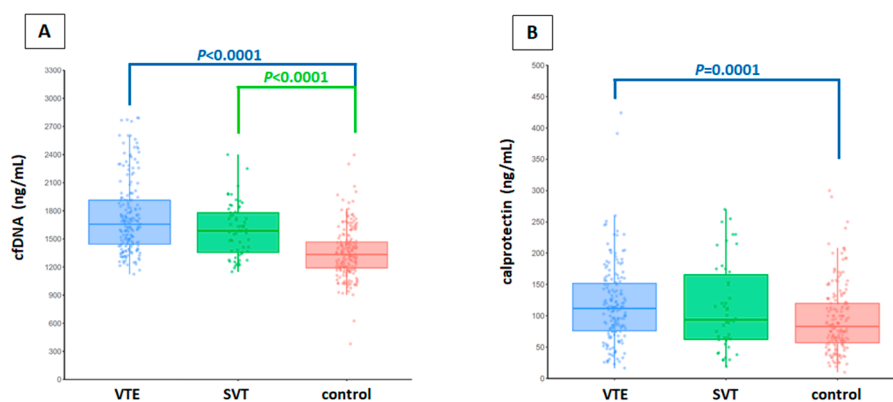 A
P<0.0001
P<0.0001
cfDNA (ng/mL)
3300
3000
2700
2400
2100
1800
1500
1200
900
600
300
0
VTE
SVT
control
B
P=0.0001
calprotectin (ng/mL)
500
450
400
350
300
250
200
150
100
50
0
VTE
SVT
control